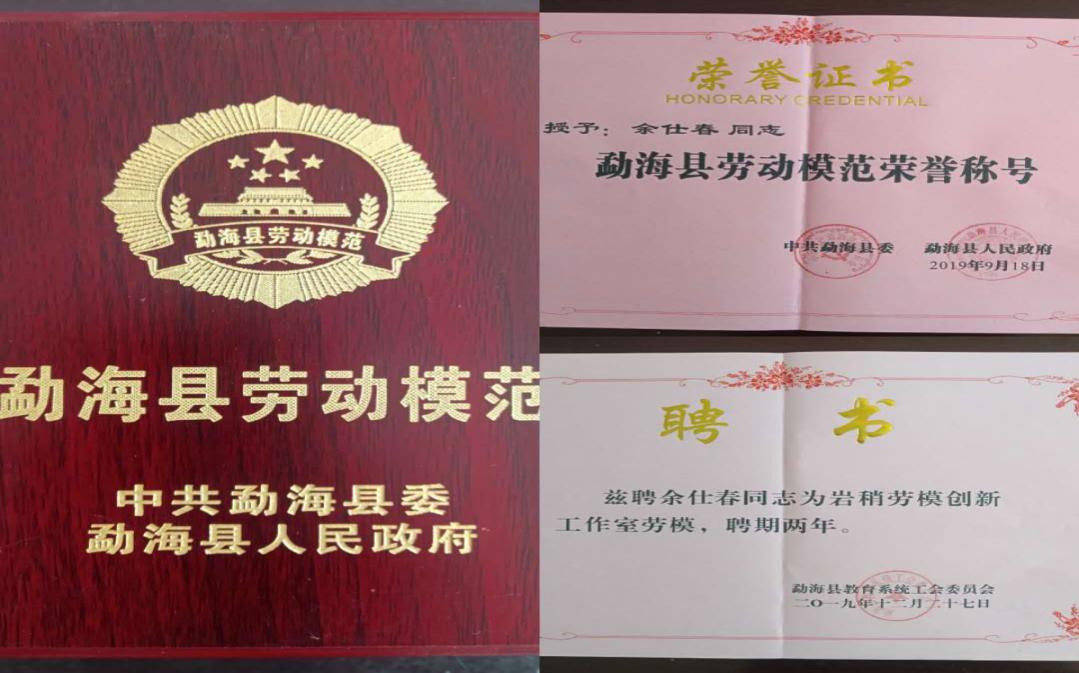 勐海县劳动模范
勐海县劳动模范
中共勐海县委
勐海县人民政府
荣誉证书
HONORARY CREDENTIAL
授予：余仕春 同志
勐海县劳动模范荣誉称号
中共勐海县委 勐海县人民政府
2019年9月18日
聘 书
兹聘余仕春同志为岩稍劳模创新
工作室劳模，聘期两年。
勐海县教育系统工会委员会
二〇一九年十二月二十七日